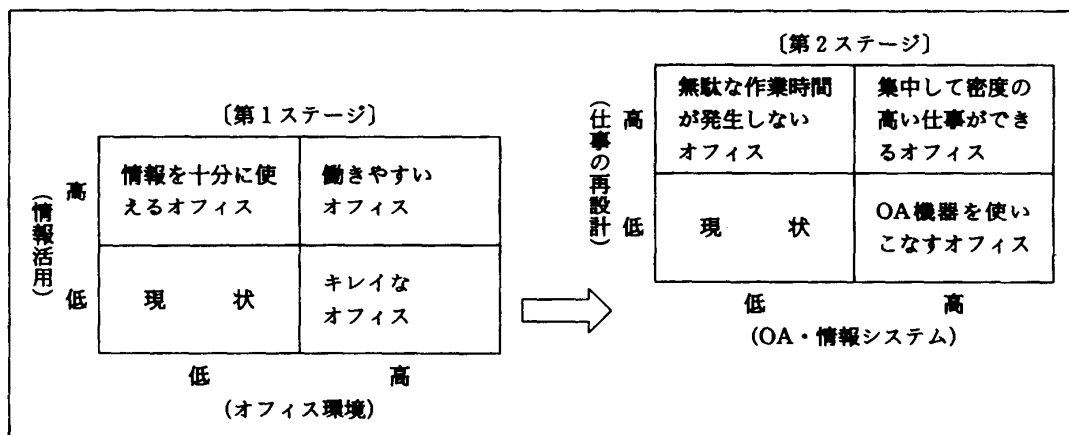 〔第1ステージ〕
(情報活用)
高
情報を十分に使
えるオフィス
働きやすい
オフィス
低
現 状
キレイな
オフィス
低 高
(オフィス環境)
〔第2ステージ〕
(仕事の再設計)
高
無駄な作業時間
が発生しない
オフィス
集中して密度の
高い仕事ができ
るオフィス
低
現 状
OA機器を使い
こなすオフィス
低 高
(OA・情報システム)